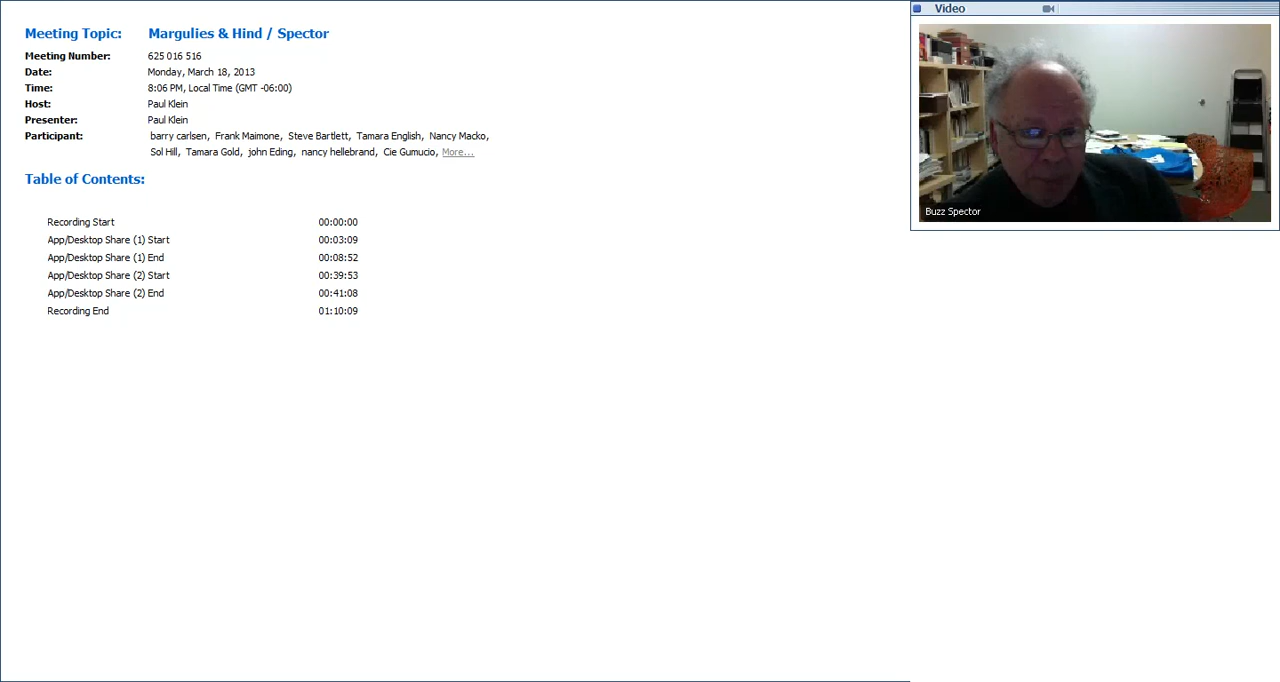 Meeting Topic: Margulies & Hind / Spector
Meeting Number: 625 016 516
Date: Monday, March 18, 2013
Time: 8:06 PM, Local Time (GMT -06:00)
Host: Paul Klein
Presenter: Paul Klein
Participant: barry carlsen, Frank Maimone, Steve Bartlett, Tamara English, Nancy Macko,
Sol Hill, Tamara Gold, john Eding, nancy hellebrand, Cie Gumucio, More...
Table of Contents:
Recording Start 00:00:00
App/Desktop Share (1) Start 00:03:09
App/Desktop Share (1) End 00:08:52
App/Desktop Share (2) Start 00:39:53
App/Desktop Share (2) End 00:41:08
Recording End 01:10:09
Video
Buzz Spector